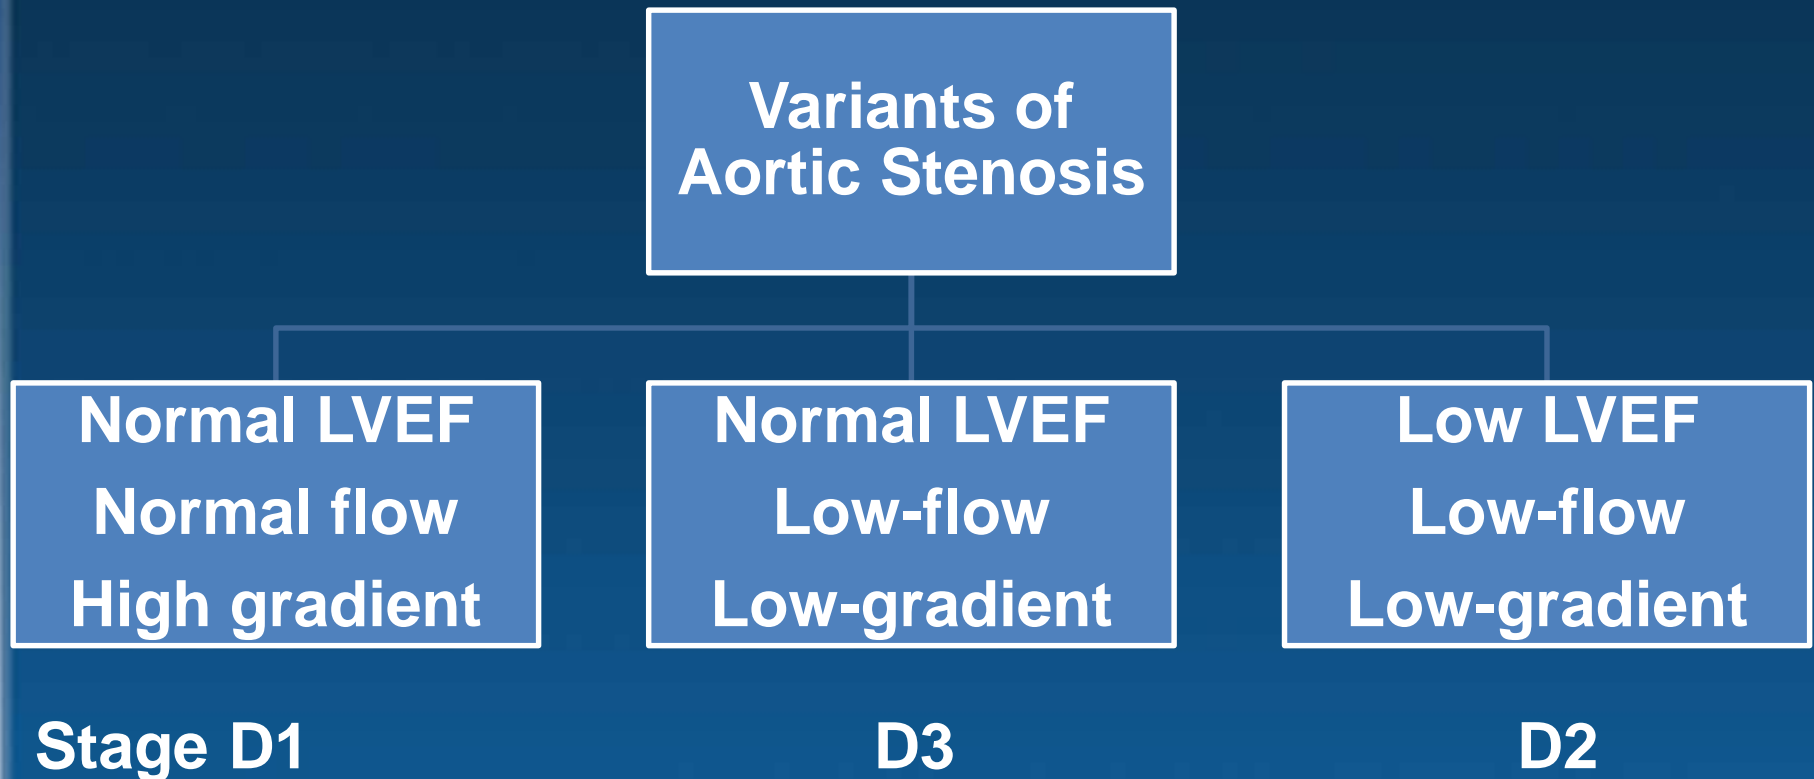 Variants of
Aortic Stenosis
Normal LVEF
Normal flow
High gradient
Normal LVEF
Low-flow
Low-gradient
Low LVEF
Low-flow
Low-gradient
Stage D1
D3
D2